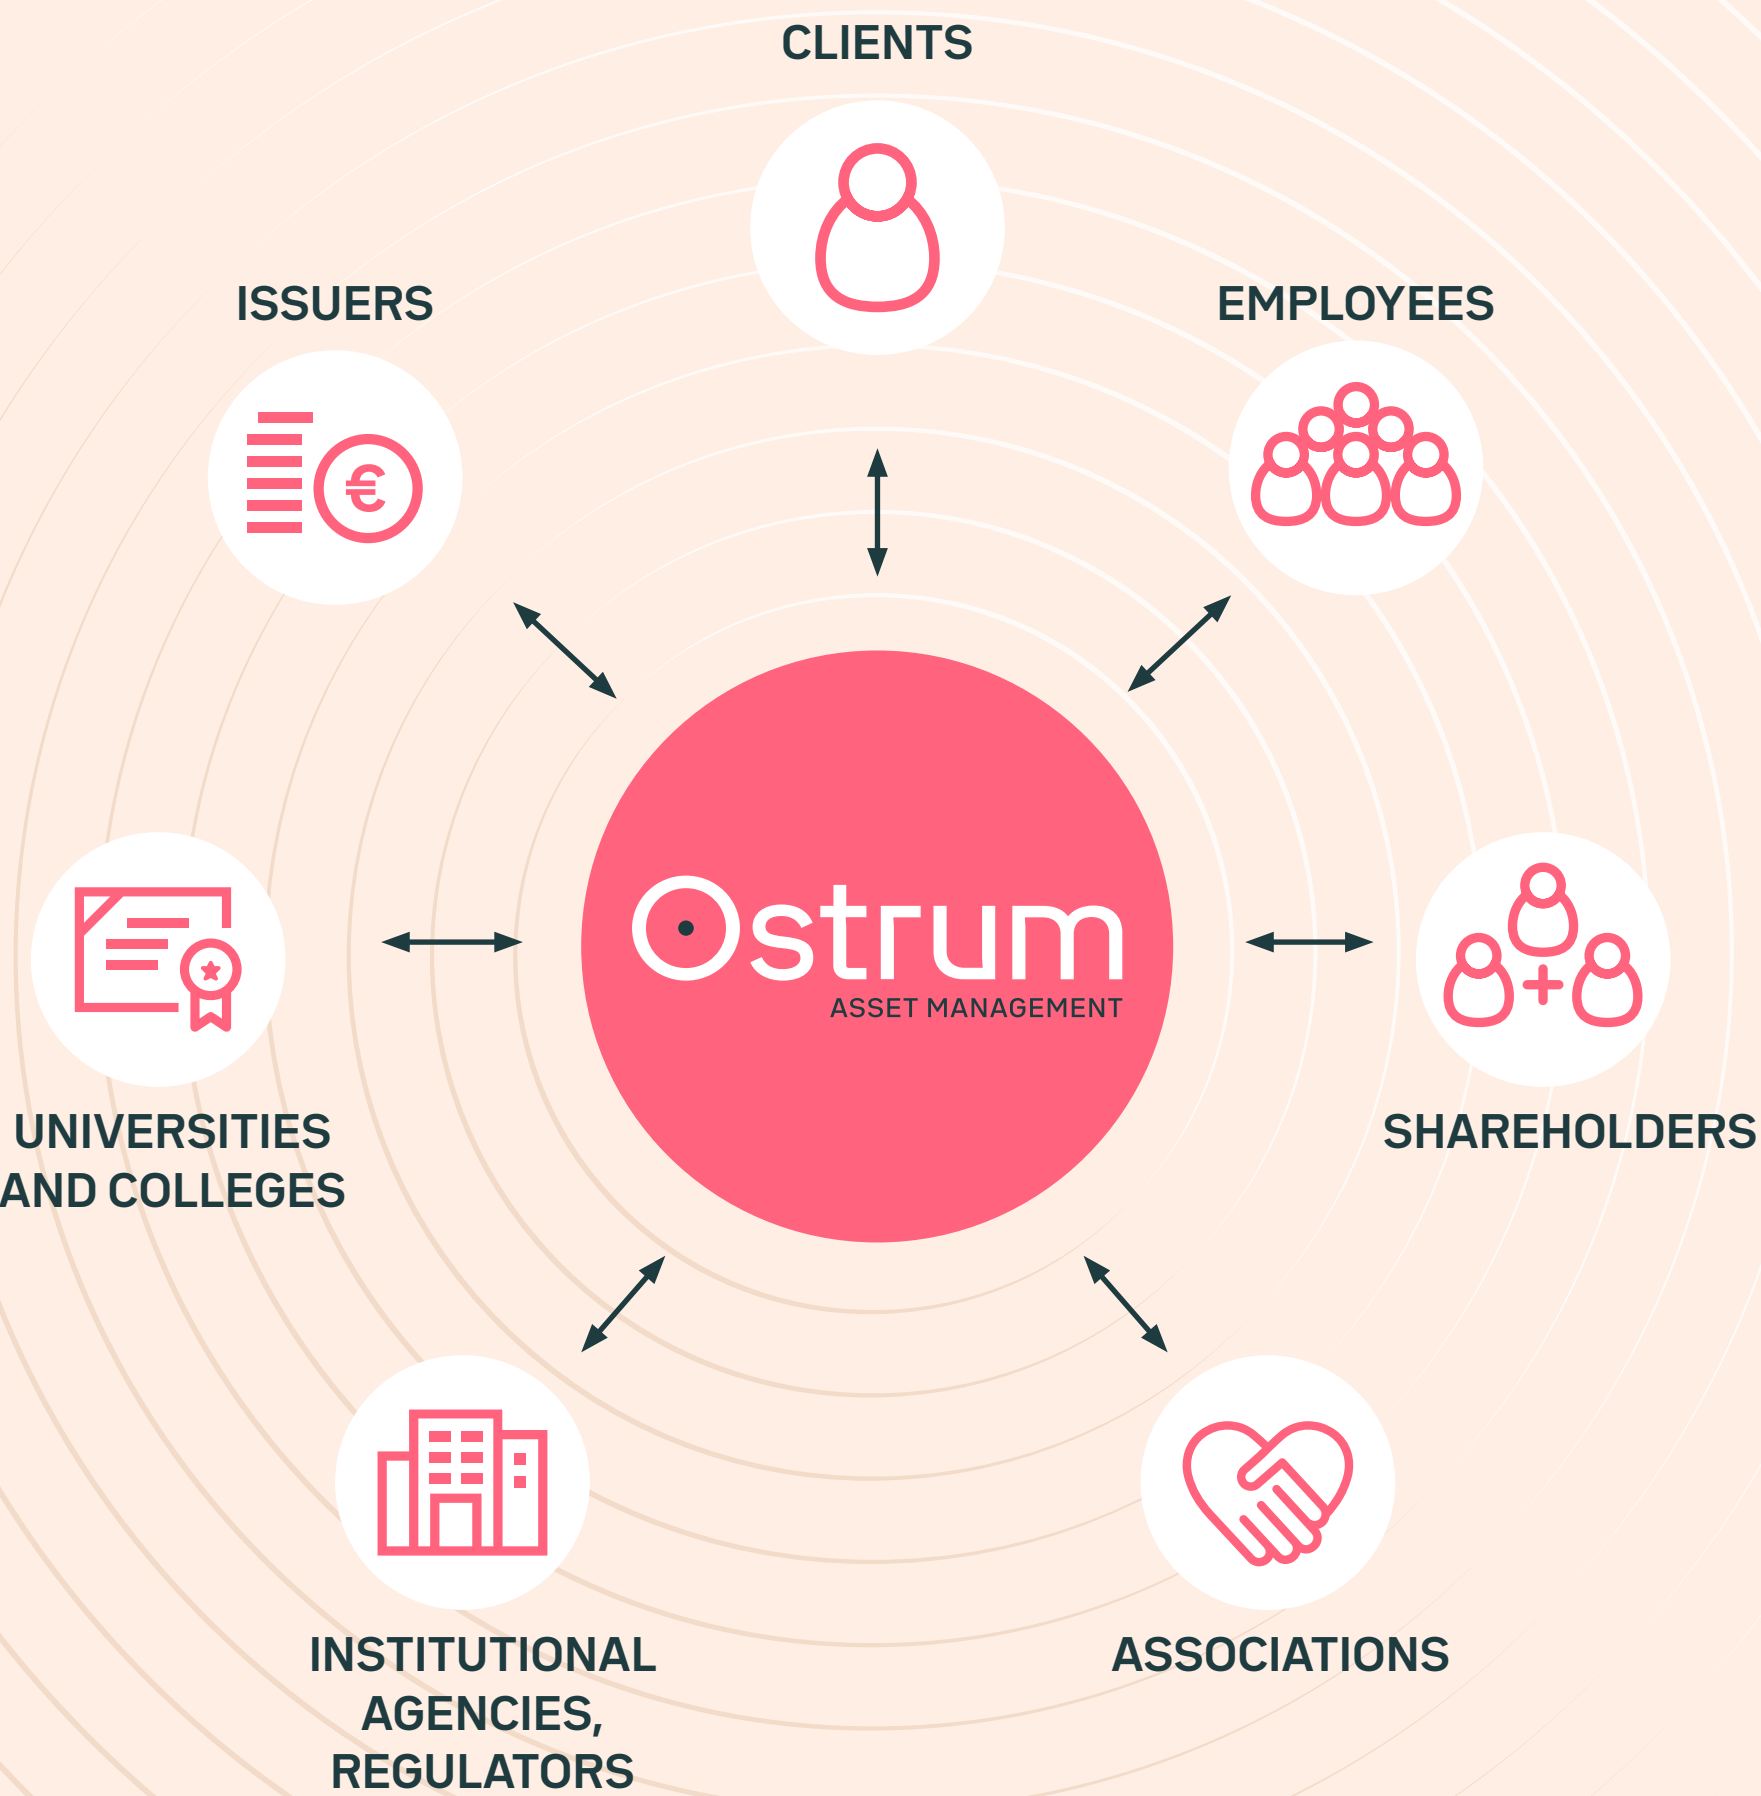 CLIENTS
ISSUERS
EMPLOYEES
€
Ostrum
ASSET MANAGEMENT
UNIVERSITIES
AND COLLEGES
SHAREHOLDERS
INSTITUTIONAL
AGENCIES,
REGULATORS
ASSOCIATIONS